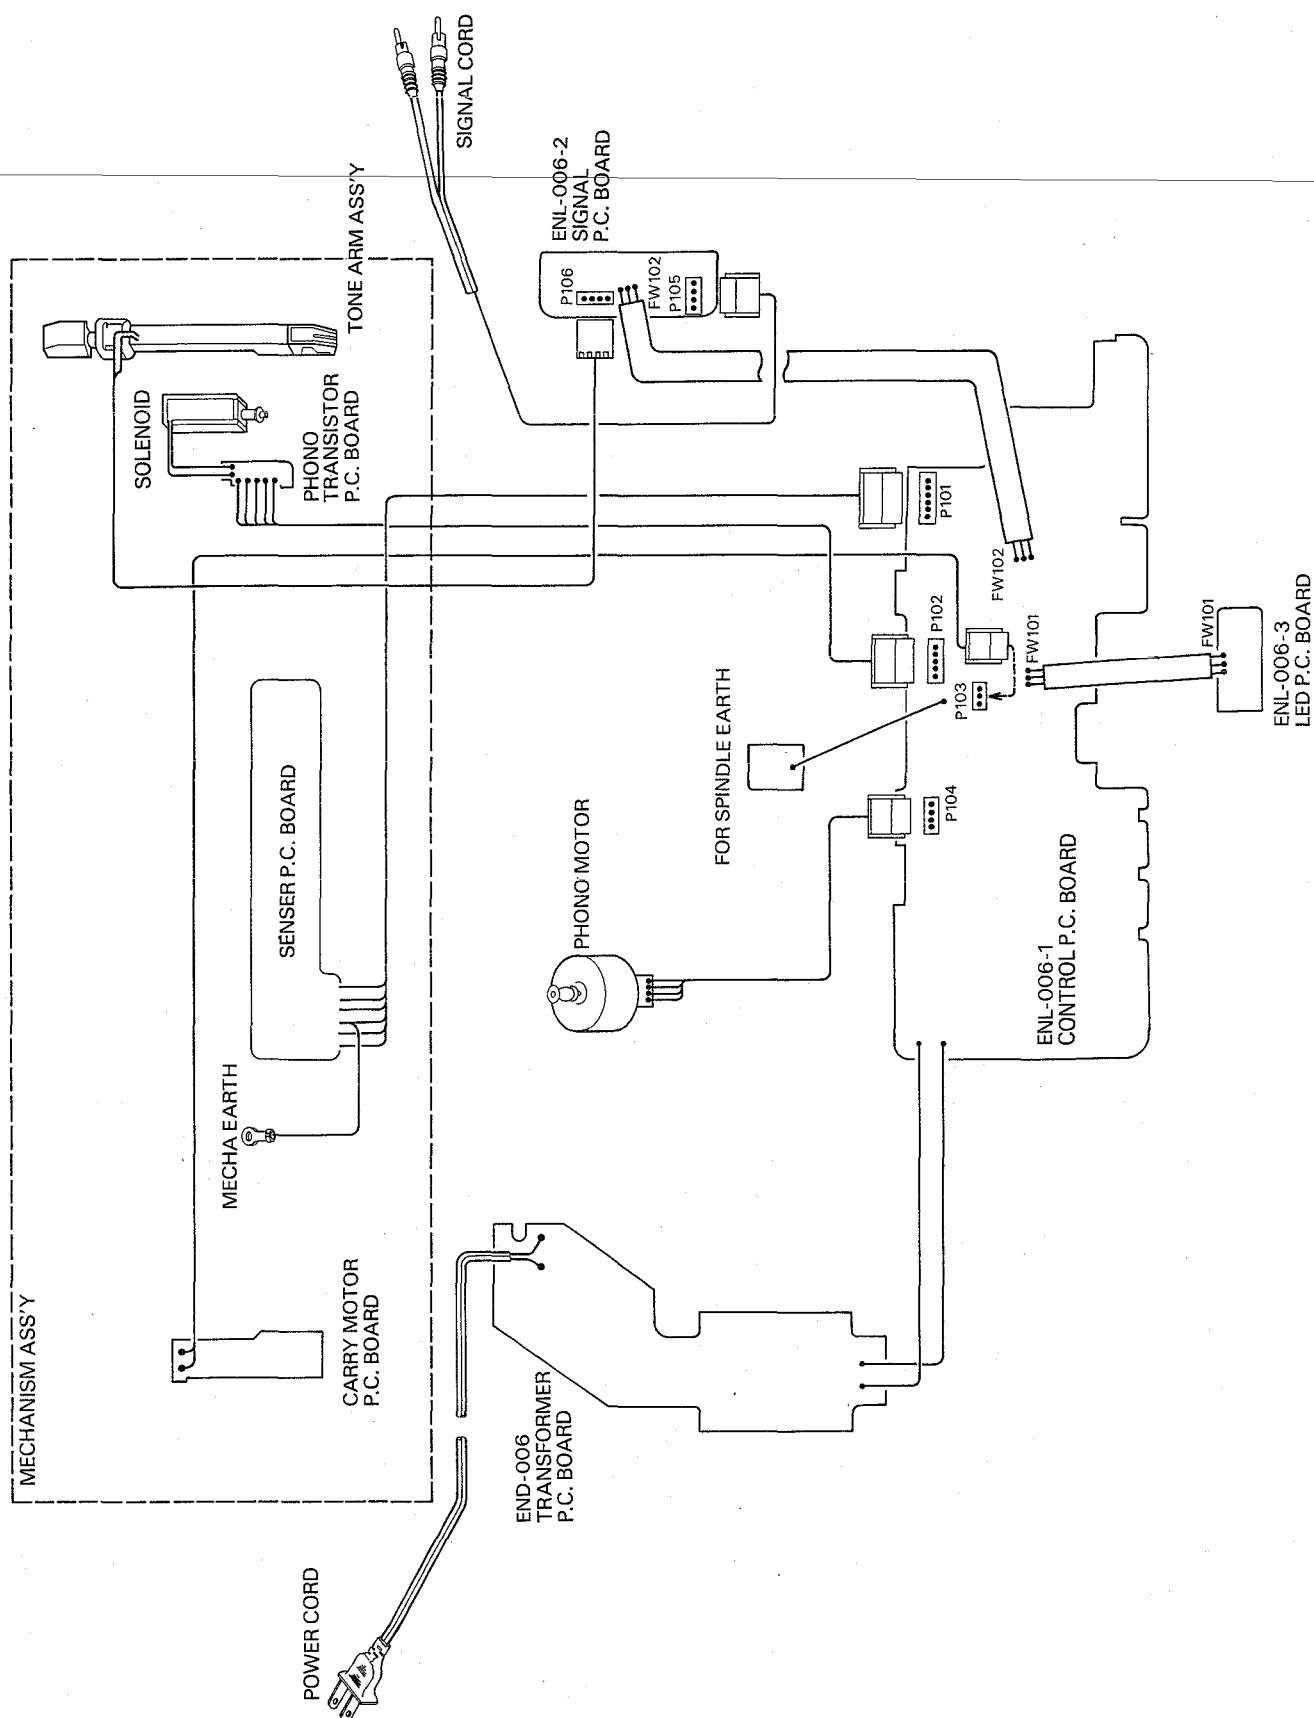 MECHANISM ASS'Y
CARRY MOTOR
P.C. BOARD
MECHA EARTH
SENSER P.C. BOARD
SOLENOID
PHONO
TRANSISTOR
P.C. BOARD
TONE ARM ASS'Y
SIGNAL CORD
POWER CORD
END-006
TRANSFORMER
P.C. BOARD
PHONO MOTOR
FOR SPINDLE EARTH
ENL-006-2
SIGNAL
P.C. BOARD
P106
FW102
P105
P101
P102
P103
P104
FW102
FW101
ENL-006-1
CONTROL P.C. BOARD
FW101
ENL-006-3
LED P.C. BOARD